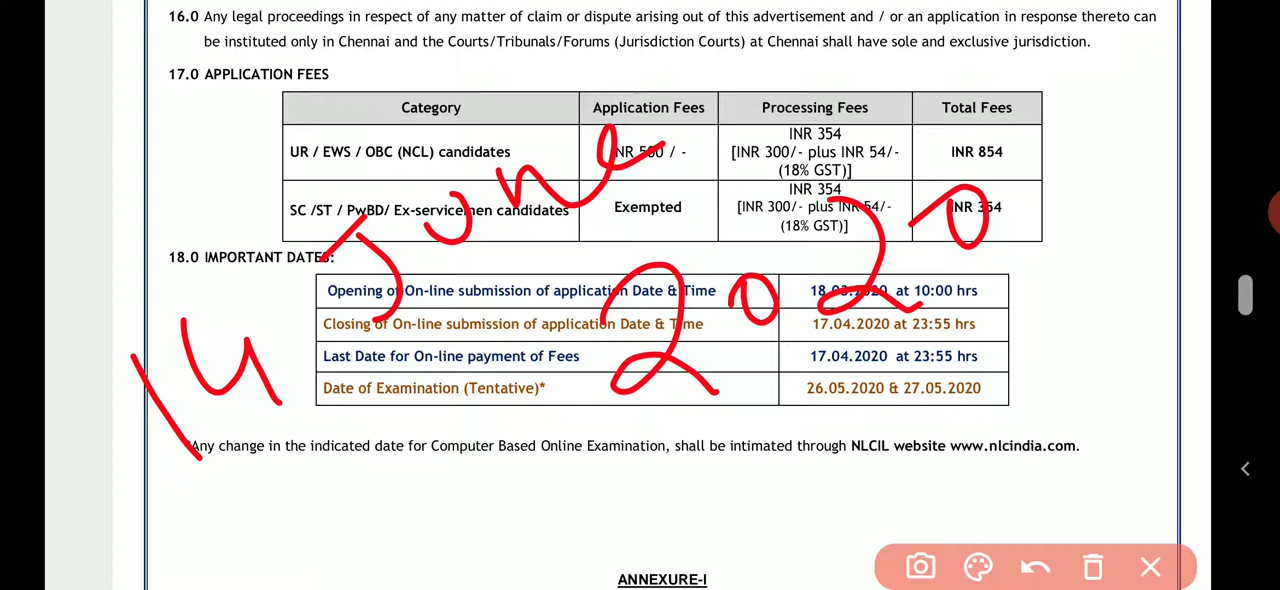 16.0 Any legal proceedings in respect of any matter of claim or dispute arising out of this advertisement and / or an application in response thereto can
be instituted only in Chennai and the Courts/Tribunals/Forums (Jurisdiction Courts) at Chennai shall have sole and exclusive jurisdiction.
17.0 APPLICATION FEES
Category Application Fees Processing Fees Total Fees
UR / EWS / OBC (NCL) candidates INR 500 / - INR 354 [INR 300/- plus INR 54/- (18% GST)] INR 854
SC /ST / PwBD/ Ex-servicemen candidates Exempted INR 354 [INR 300/- plus INR 54/- (18% GST)] INR 354
18.0 IMPORTANT DATES:
Opening of On-line submission of application Date & Time 18.03.2020 at 10:00 hrs
Closing of On-line submission of application Date & Time 17.04.2020 at 23:55 hrs
Last Date for On-line payment of Fees 17.04.2020 at 23:55 hrs
Date of Examination (Tentative)* 26.05.2020 & 27.05.2020
*Any change in the indicated date for Computer Based Online Examination, shall be intimated through NLCIL website www.nlcindia.com.
ANNEXURE-I
14 June
2020